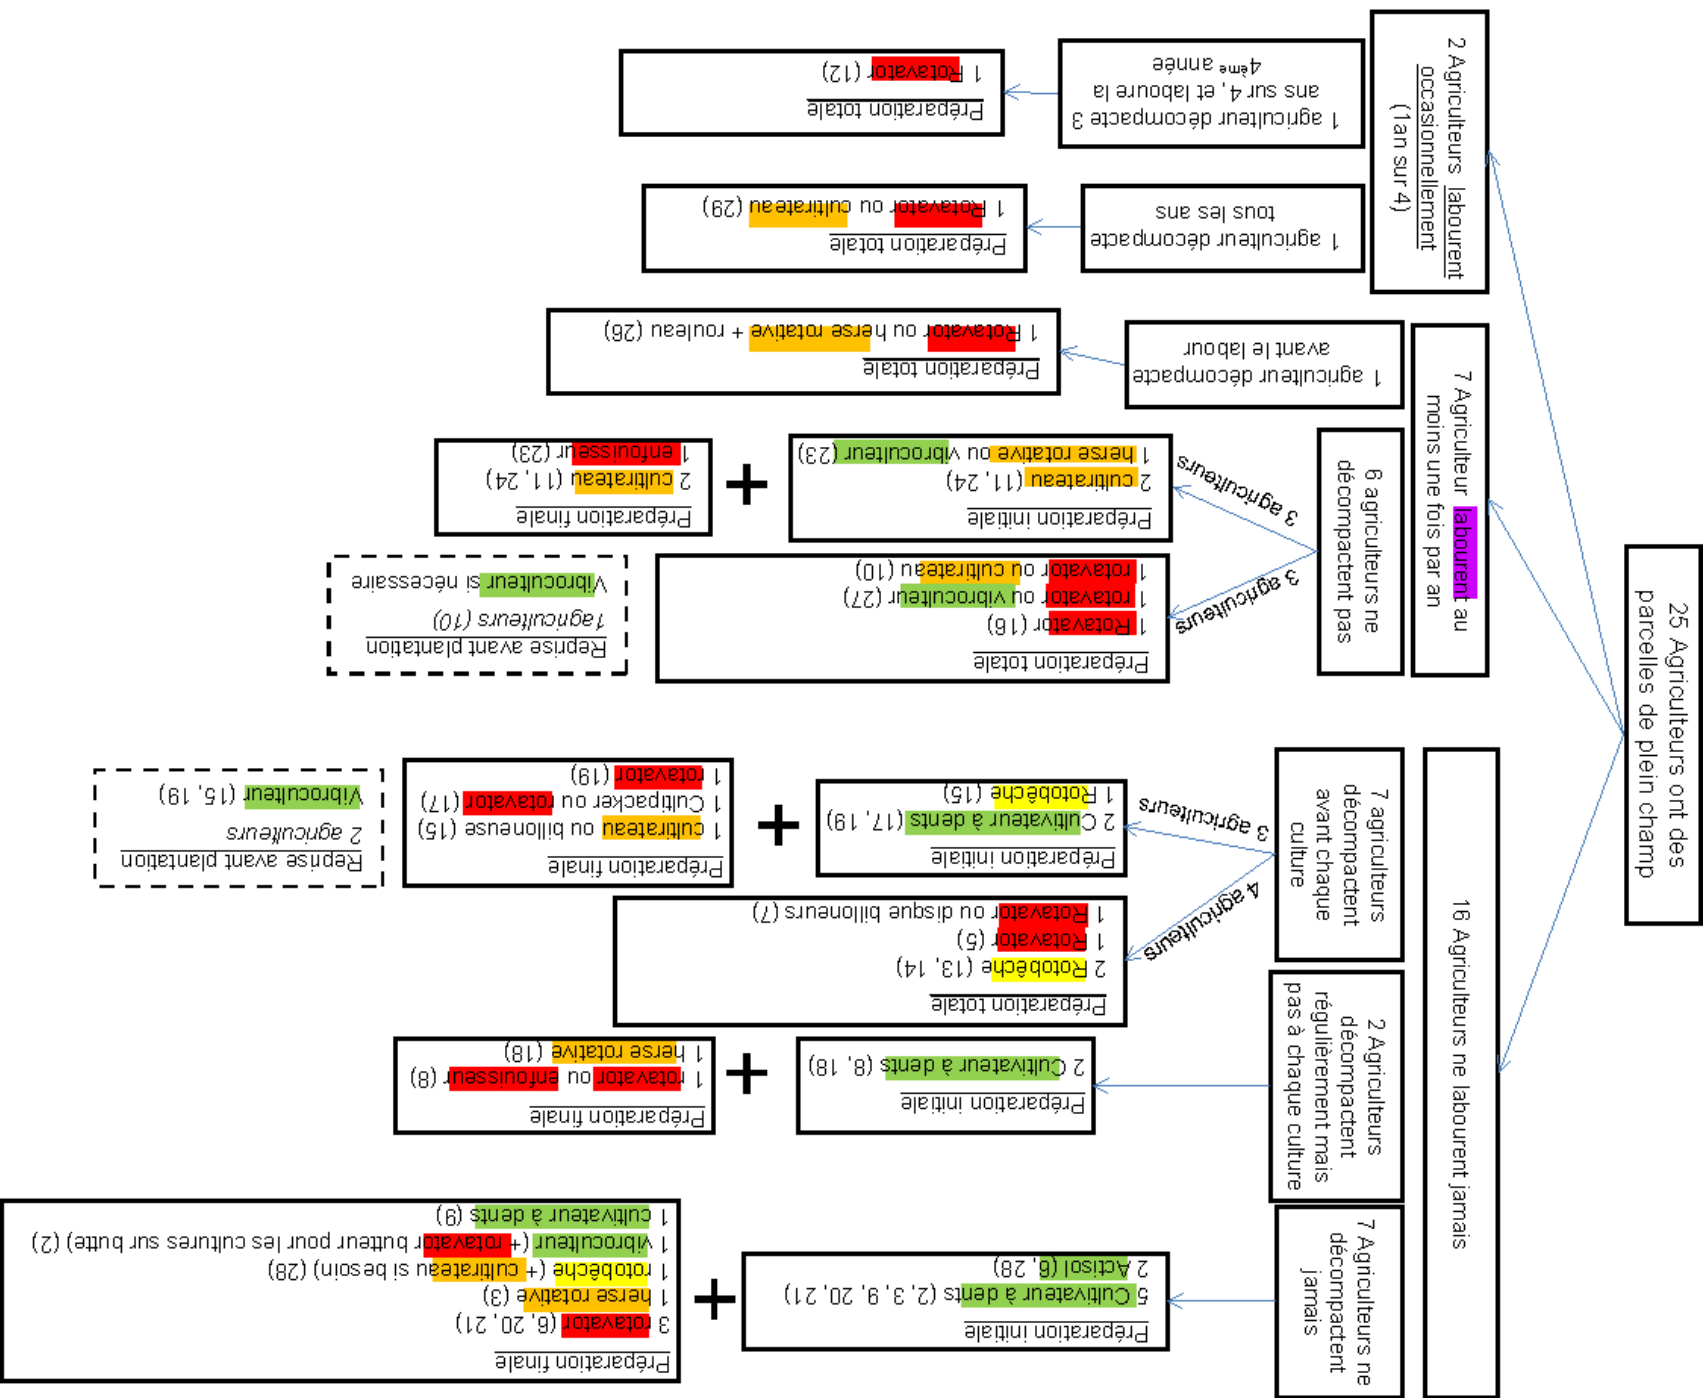 25 Agriculteurs ont des
parcelles de plein champ
16 Agriculteurs ne labourent jamais
7 Agriculteurs ne
décompactent
jamais
Préparation initiale
5 Cultivateur à dents (2, 3, 9, 20, 21)
2 Actisol (6, 28)
+
Préparation finale
3 rotavator (6, 20, 21)
1 herse rotative (3)
1 rotobêche (+ cultirateau si besoin) (28)
1 vibroculteur (+ rotavator butteur pour les cultures sur butte) (2)
1 cultivateur à dents (9)
2 Agriculteurs
décompactent
régulièrement mais
pas à chaque culture
Préparation initiale
2 Cultivateur à dents (8, 18)
+
Préparation finale
1 rotavator ou enfouisseur (8)
1 herse rotative (18)
7 agriculteurs
décompactent
avant chaque
culture
4 agriculteurs
Préparation totale
2 Rotobêche (13, 14)
1 Rotavator (5)
1 Rotavator ou disque billoneurs (7)
3 agriculteurs
Préparation initiale
2 Cultivateur à dents (17, 19)
1 Rotobêche (15)
+
Préparation finale
1 cultirateau ou billoneuse (15)
1 Cultipacker ou rotavator (17)
1 rotavator (19)
Reprise avant plantation
2 agriculteurs
Vibroculteur (15, 19)
7 Agriculteur labourent au
moins une fois par an
6 agriculteurs ne
décompactent pas
3 agriculteurs
Préparation totale
1 Rotavator (16)
1 rotavator ou vibroculteur (27)
1 rotavator ou cultirateau (10)
Reprise avant plantation
1agriculteurs (10)
Vibroculteur si nécessaire
3 agriculteurs
Préparation initiale
2 cultirateau (11, 24)
1 herse rotative ou vibroculteur (23)
+
Préparation finale
2 cultirateau (11, 24)
1 enfouisseur (23)
1 agriculteur décompacte
avant le labour
Préparation totale
1 Rotavator ou herse rotative + rouleau (26)
2 Agriculteurs labourent
occasionnellement
(1an sur 4)
1 agriculteur décompacte
tous les ans
Préparation totale
1 Rotavator ou cultirateau (29)
1 agriculteur décompacte 3
ans sur 4, et laboure la
4ème année
Préparation totale
1 Rotavator (12)